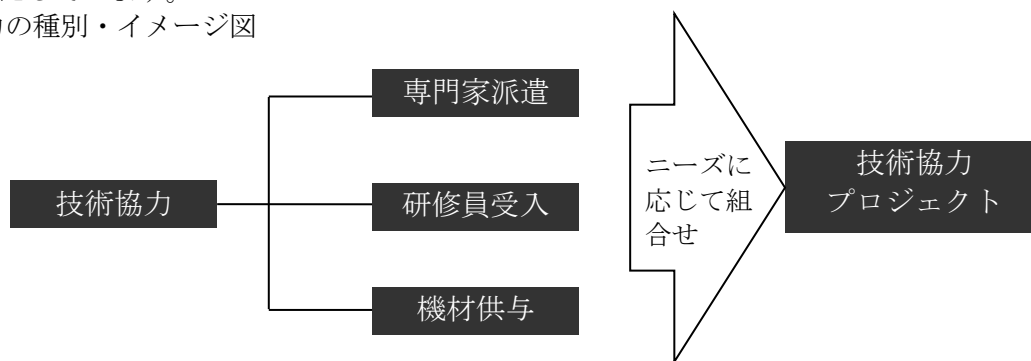 の種別・イメージ図
専門家派遣
技術協力
研修員受入
機材供与
ニーズに
応じて組
合せ
技術協力
プロジェクト